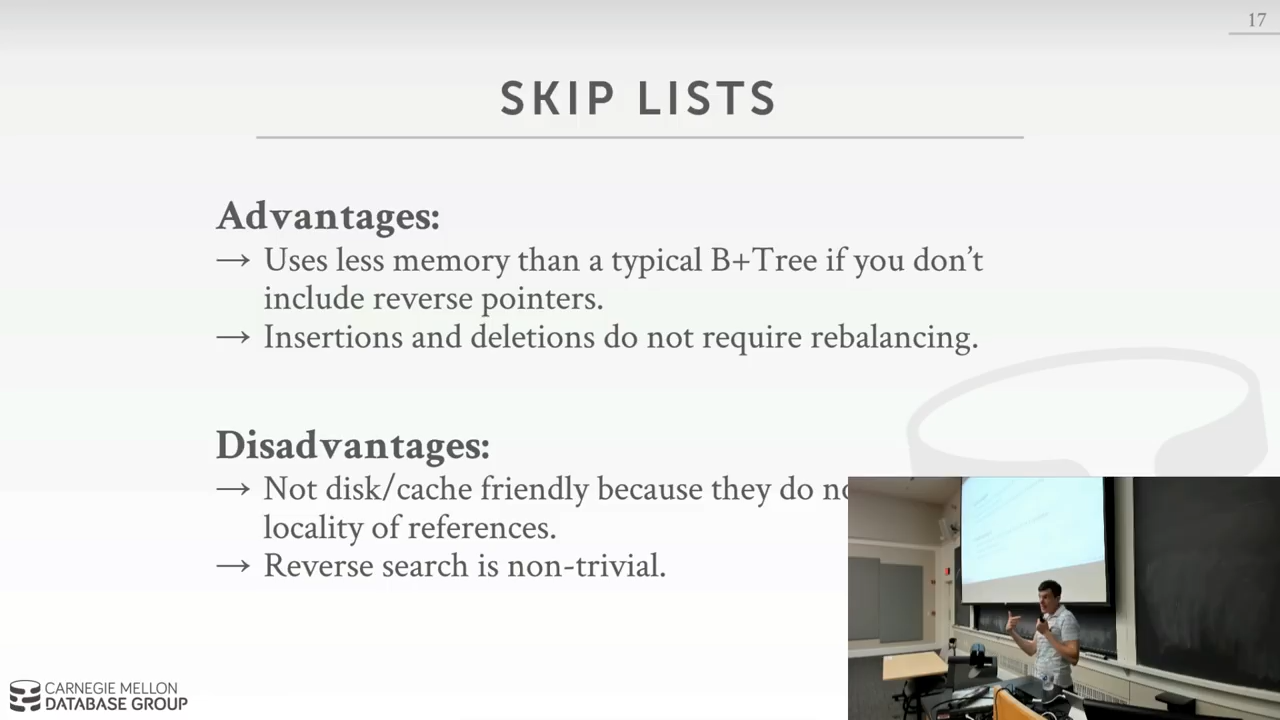 17
SKIP LISTS
Advantages:
→ Uses less memory than a typical B+Tree if you don’t
include reverse pointers.
→ Insertions and deletions do not require rebalancing.
Disadvantages:
→ Not disk/cache friendly because they do
locality of references.
→ Reverse search is non-trivial.
CARNEGIE MELLON
DATABASE GROUP